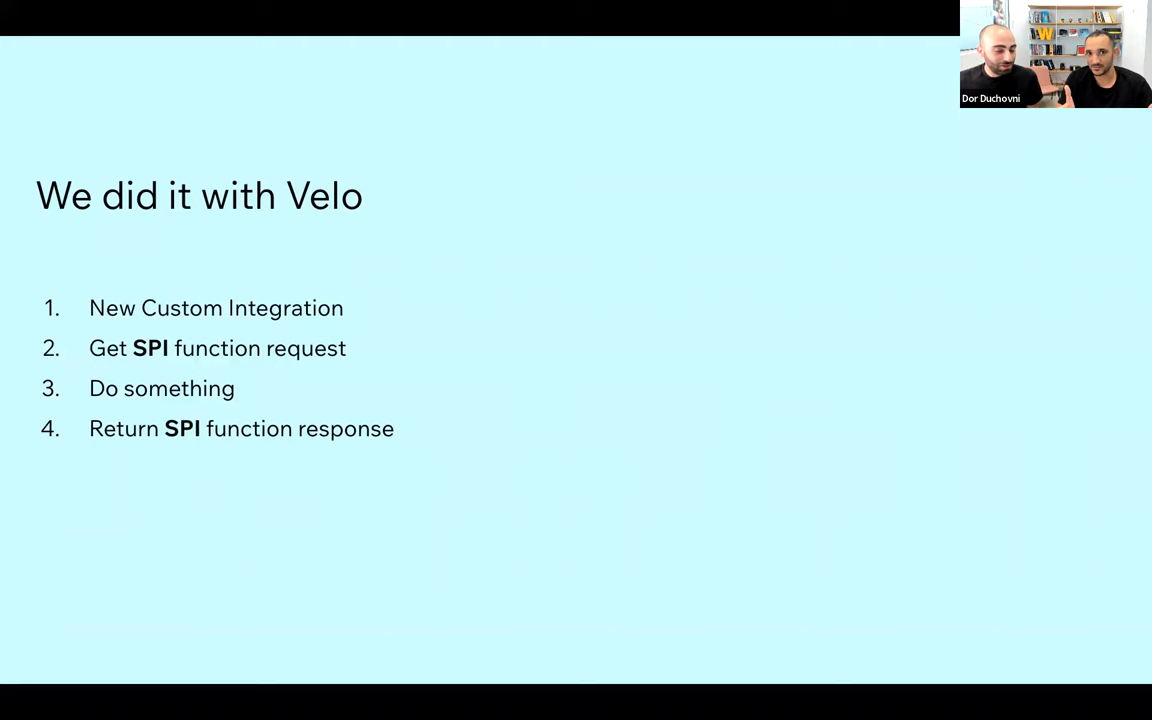 Dor Duchovni
We did it with Velo
1. New Custom Integration
2. Get SPI function request
3. Do something
4. Return SPI function response